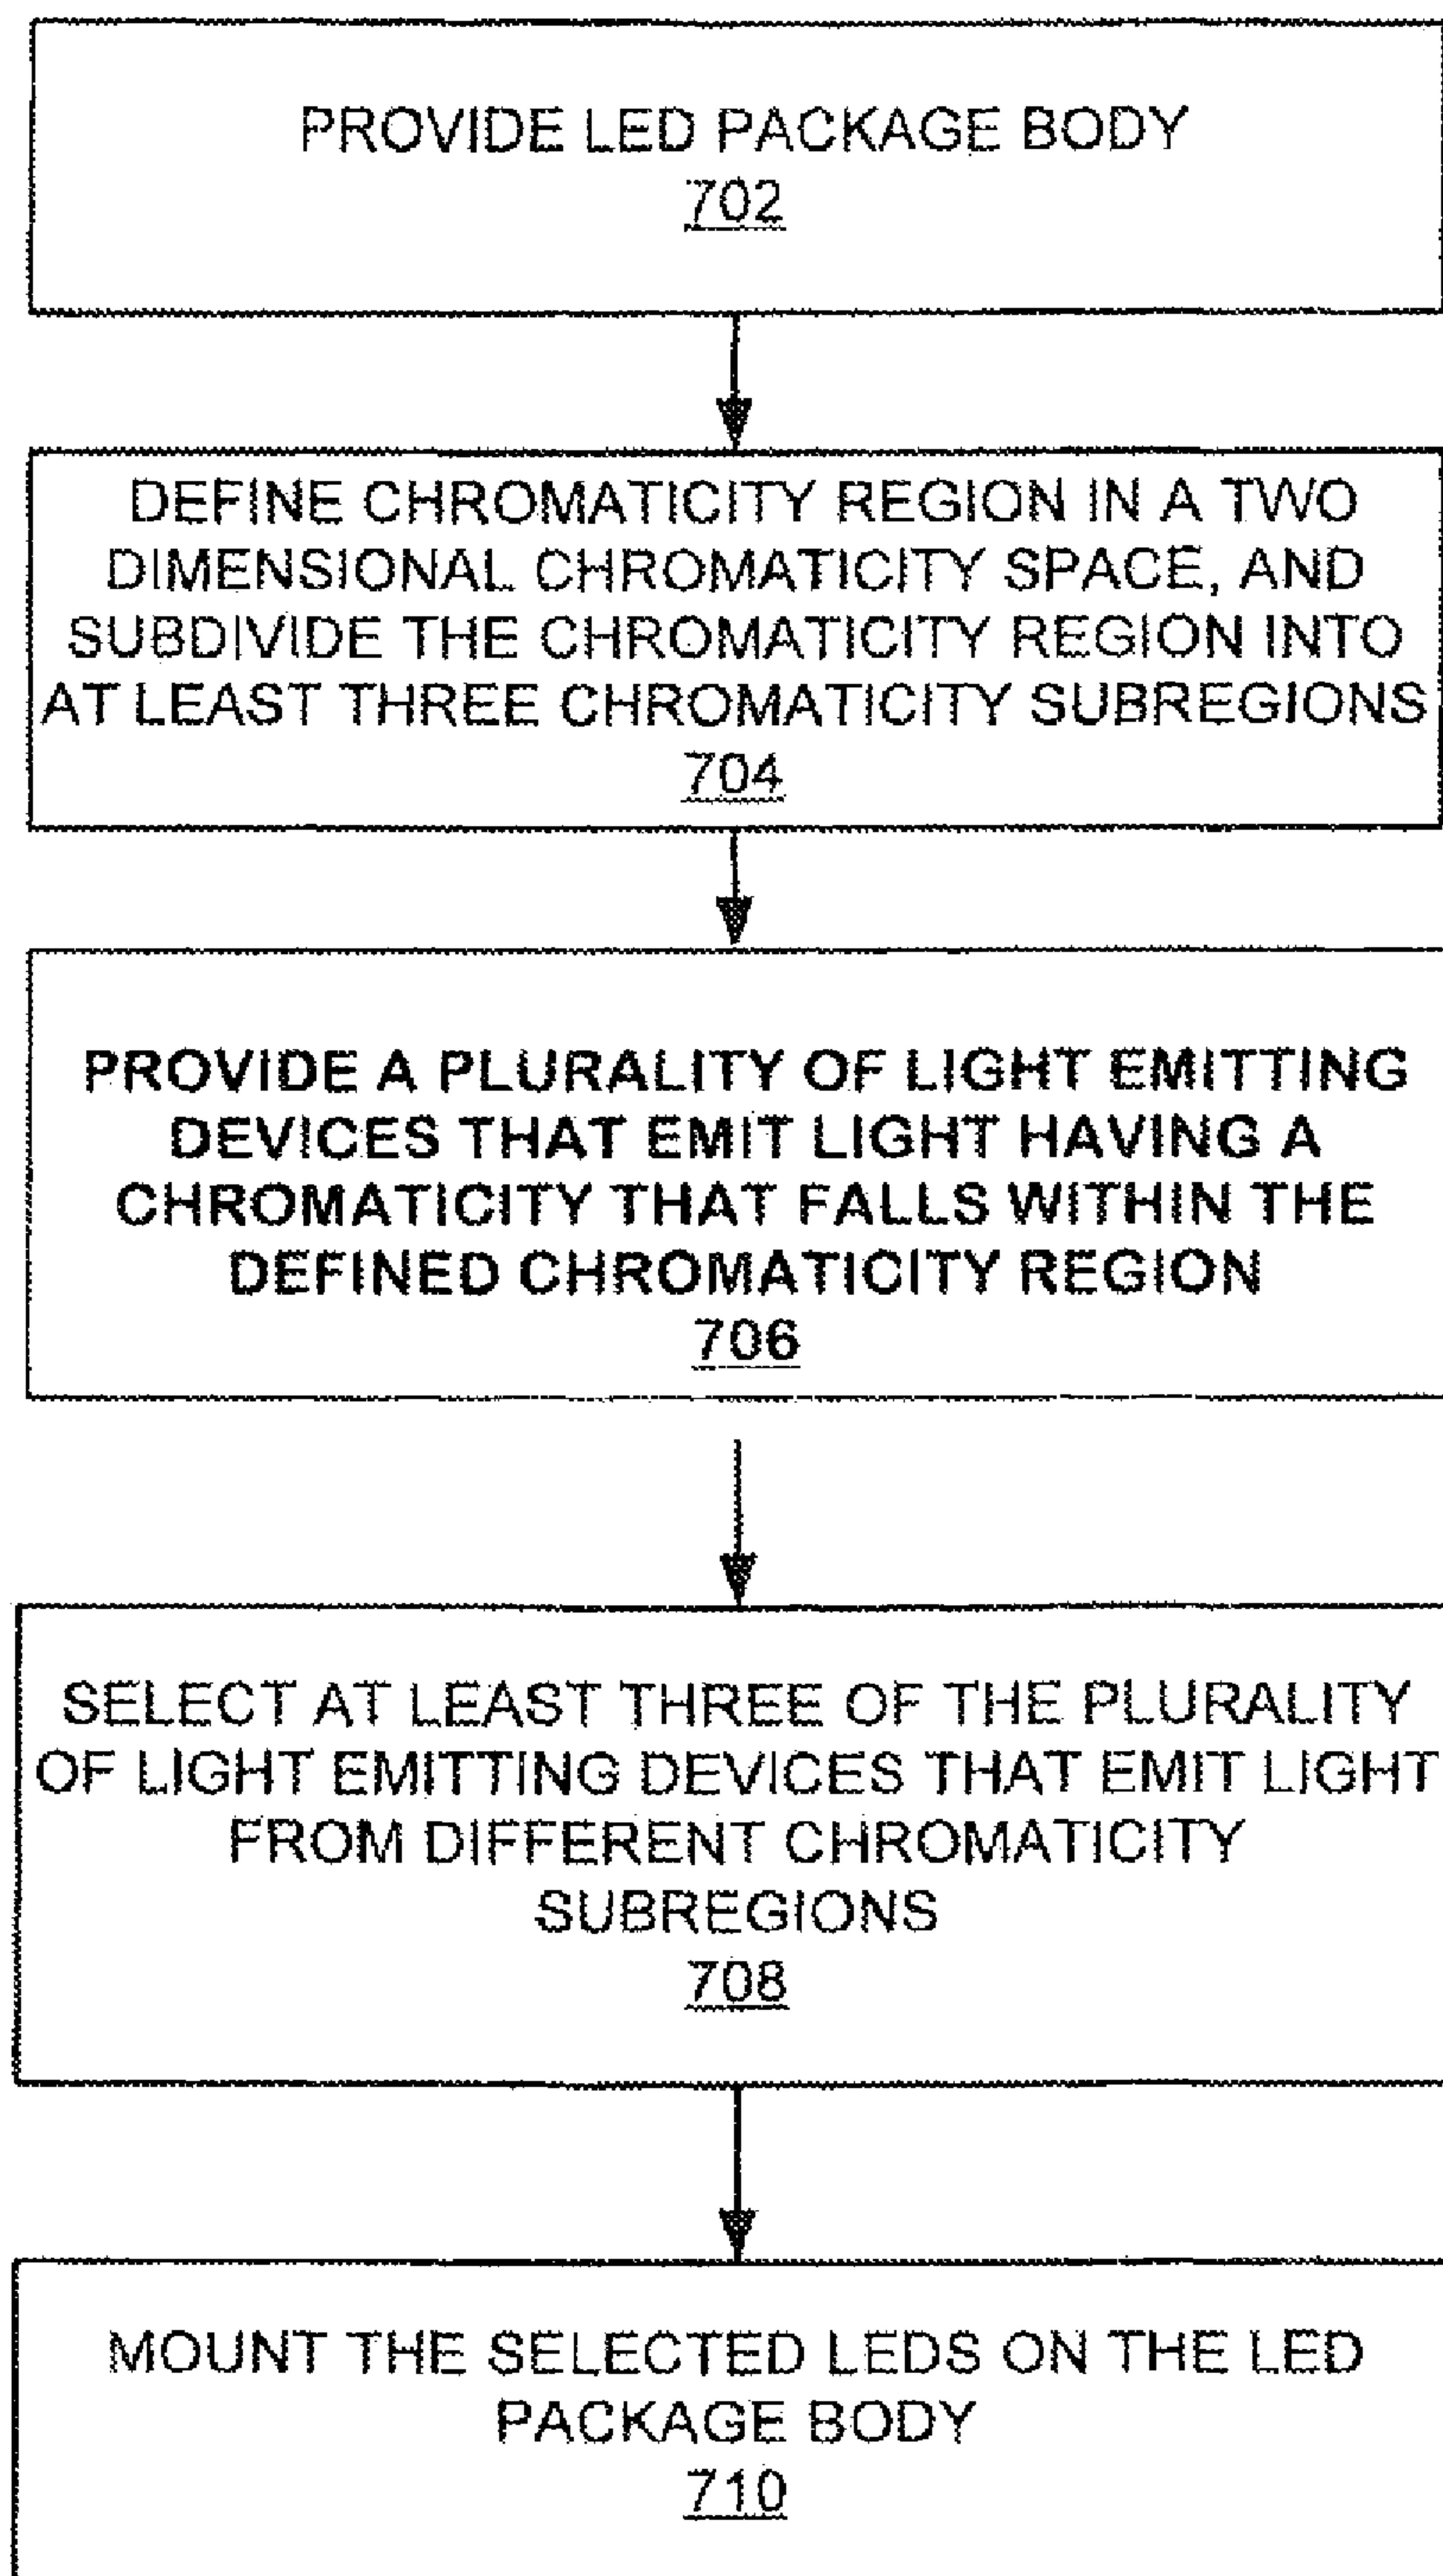 PROVIDE LED PACKAGE BODY
702
DEFINE CHROMATICITY REGION IN A TWO
DIMENSIONAL CHROMATICITY SPACE, AND
SUBDIVIDE THE CHROMATICITY REGION INTO
AT LEAST THREE CHROMATICITY SUBREGIONS
704
PROVIDE A PLURALITY OF LIGHT EMITTING
DEVICES THAT EMIT LIGHT HAVING A
CHROMATICITY THAT FALLS WITHIN THE
DEFINED CHROMATICITY REGION
706
SELECT AT LEAST THREE OF THE PLURALITY
OF LIGHT EMITTING DEVICES THAT EMIT LIGHT
FROM DIFFERENT CHROMATICITY
SUBREGIONS
708
MOUNT THE SELECTED LEDS ON THE LED
PACKAGE BODY
710